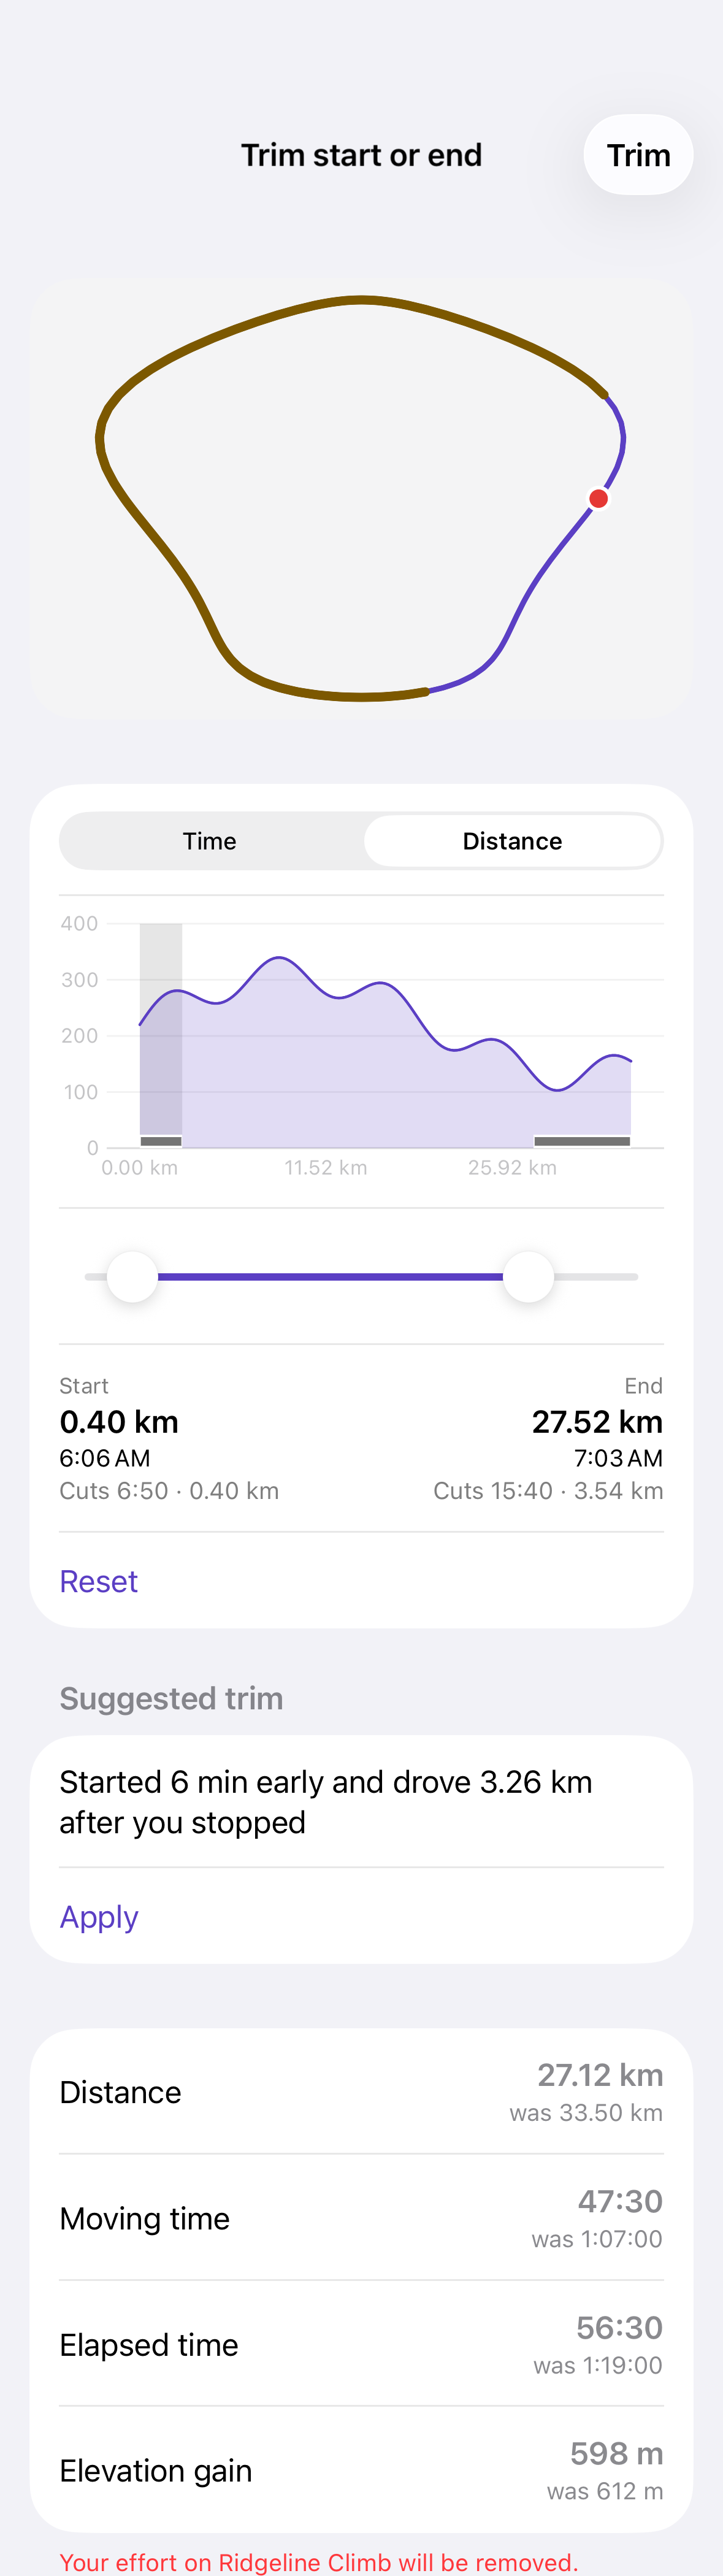 Trim start or end
Trim
Time
Distance
400
300
200
100
0
0.00 km
11.52 km
25.92 km
Start
End
0.40 km
27.52 km
6:06 AM
7:03 AM
Cuts 6:50 · 0.40 km
Cuts 15:40 · 3.54 km
Reset
Suggested trim
Started 6 min early and drove 3.26 km
after you stopped
Apply
Distance
27.12 km
was 33.50 km
Moving time
47:30
was 1:07:00
Elapsed time
56:30
was 1:19:00
Elevation gain
598 m
was 612 m
Your effort on Ridgeline Climb will be removed.